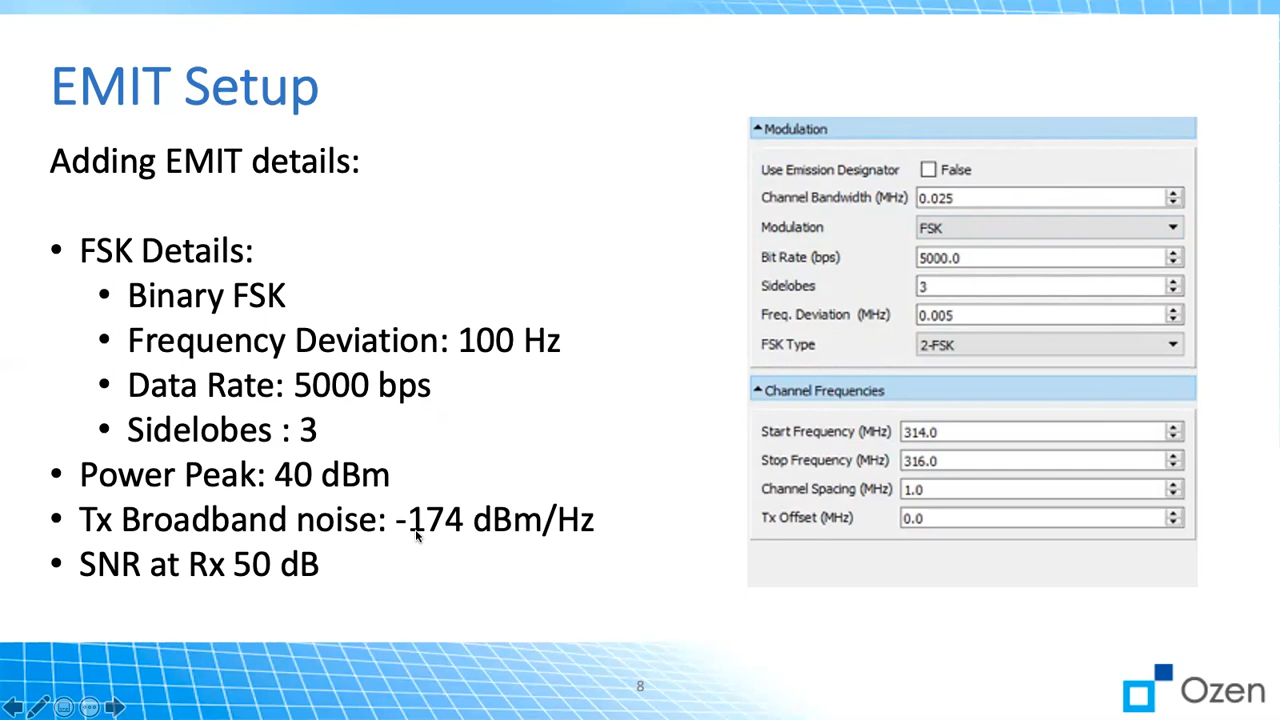 EMIT Setup
Adding EMIT details:
• FSK Details:
• Binary FSK
• Frequency Deviation: 100 Hz
• Data Rate: 5000 bps
• Sidelobes : 3
• Power Peak: 40 dBm
• Tx Broadband noise: -174 dBm/Hz
• SNR at Rx 50 dB
Modulation
Use Emission Designator False
Channel Bandwidth (MHz) 0.025
Modulation FSK
Bit Rate (bps) 5000.0
Sidelobes 3
Freq. Deviation (MHz) 0.005
FSK Type 2-FSK
Channel Frequencies
Start Frequency (MHz) 314.0
Stop Frequency (MHz) 316.0
Channel Spacing (MHz) 1.0
Tx Offset (MHz) 0.0
8
Ozen